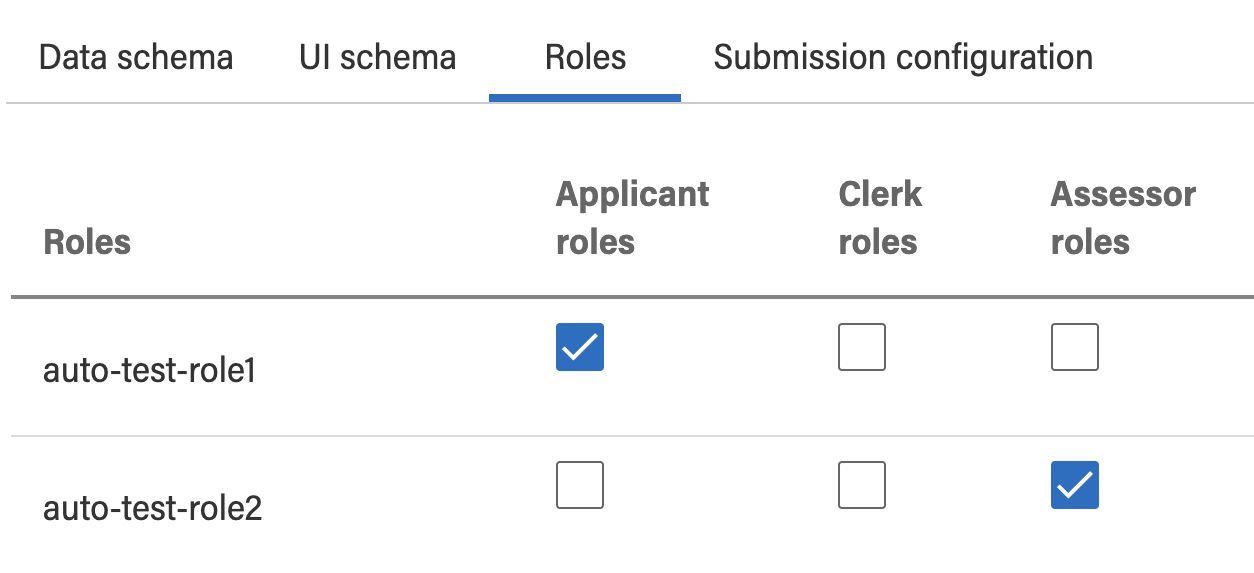 Data schema UI schema Roles Submission configuration
Roles Applicant roles Clerk roles Assessor roles
auto-test-role1
auto-test-role2